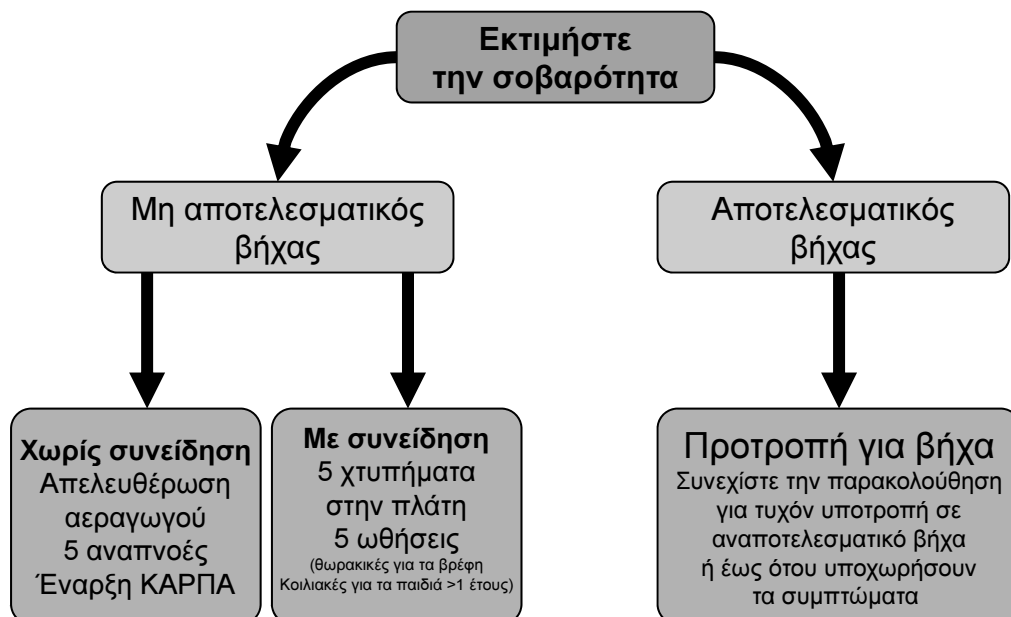 Εκτιμήστε
την σοβαρότητα
Μη αποτελεσματικός
βήχας
Αποτελεσματικός
βήχας
Χωρίς συνείδηση
Απελευθέρωση
αεραγωγού
5 αναπνοές
Έναρξη ΚΑΡΠΑ
Με συνείδηση
5 χτυπήματα
στην πλάτη
5 ωθήσεις
(θωρακικές για τα βρέφη
Κοιλιακές για τα παιδιά >1 έτους)
Προτροπή για βήχα
Συνεχίστε την παρακολούθηση
για τυχόν υποτροπή σε
αναποτελεσματικό βήχα
ή έως ότου υποχωρήσουν
τα συμπτώματα